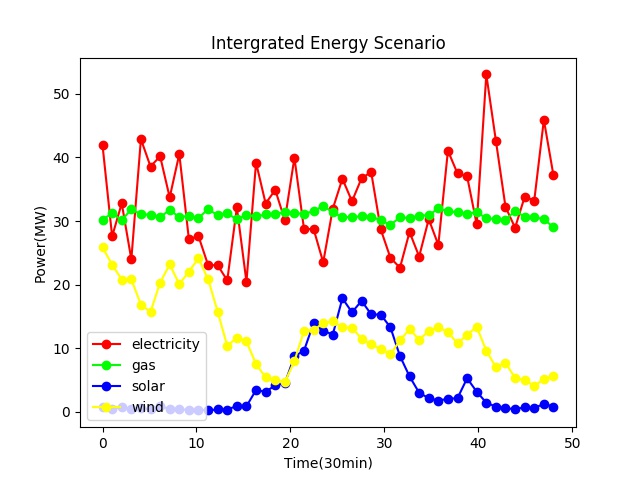 Intergrated Energy Scenario
Power(MW)
50
40
30
20
10
0
electricity
gas
solar
wind
0 10 20 30 40 50
Time(30min)